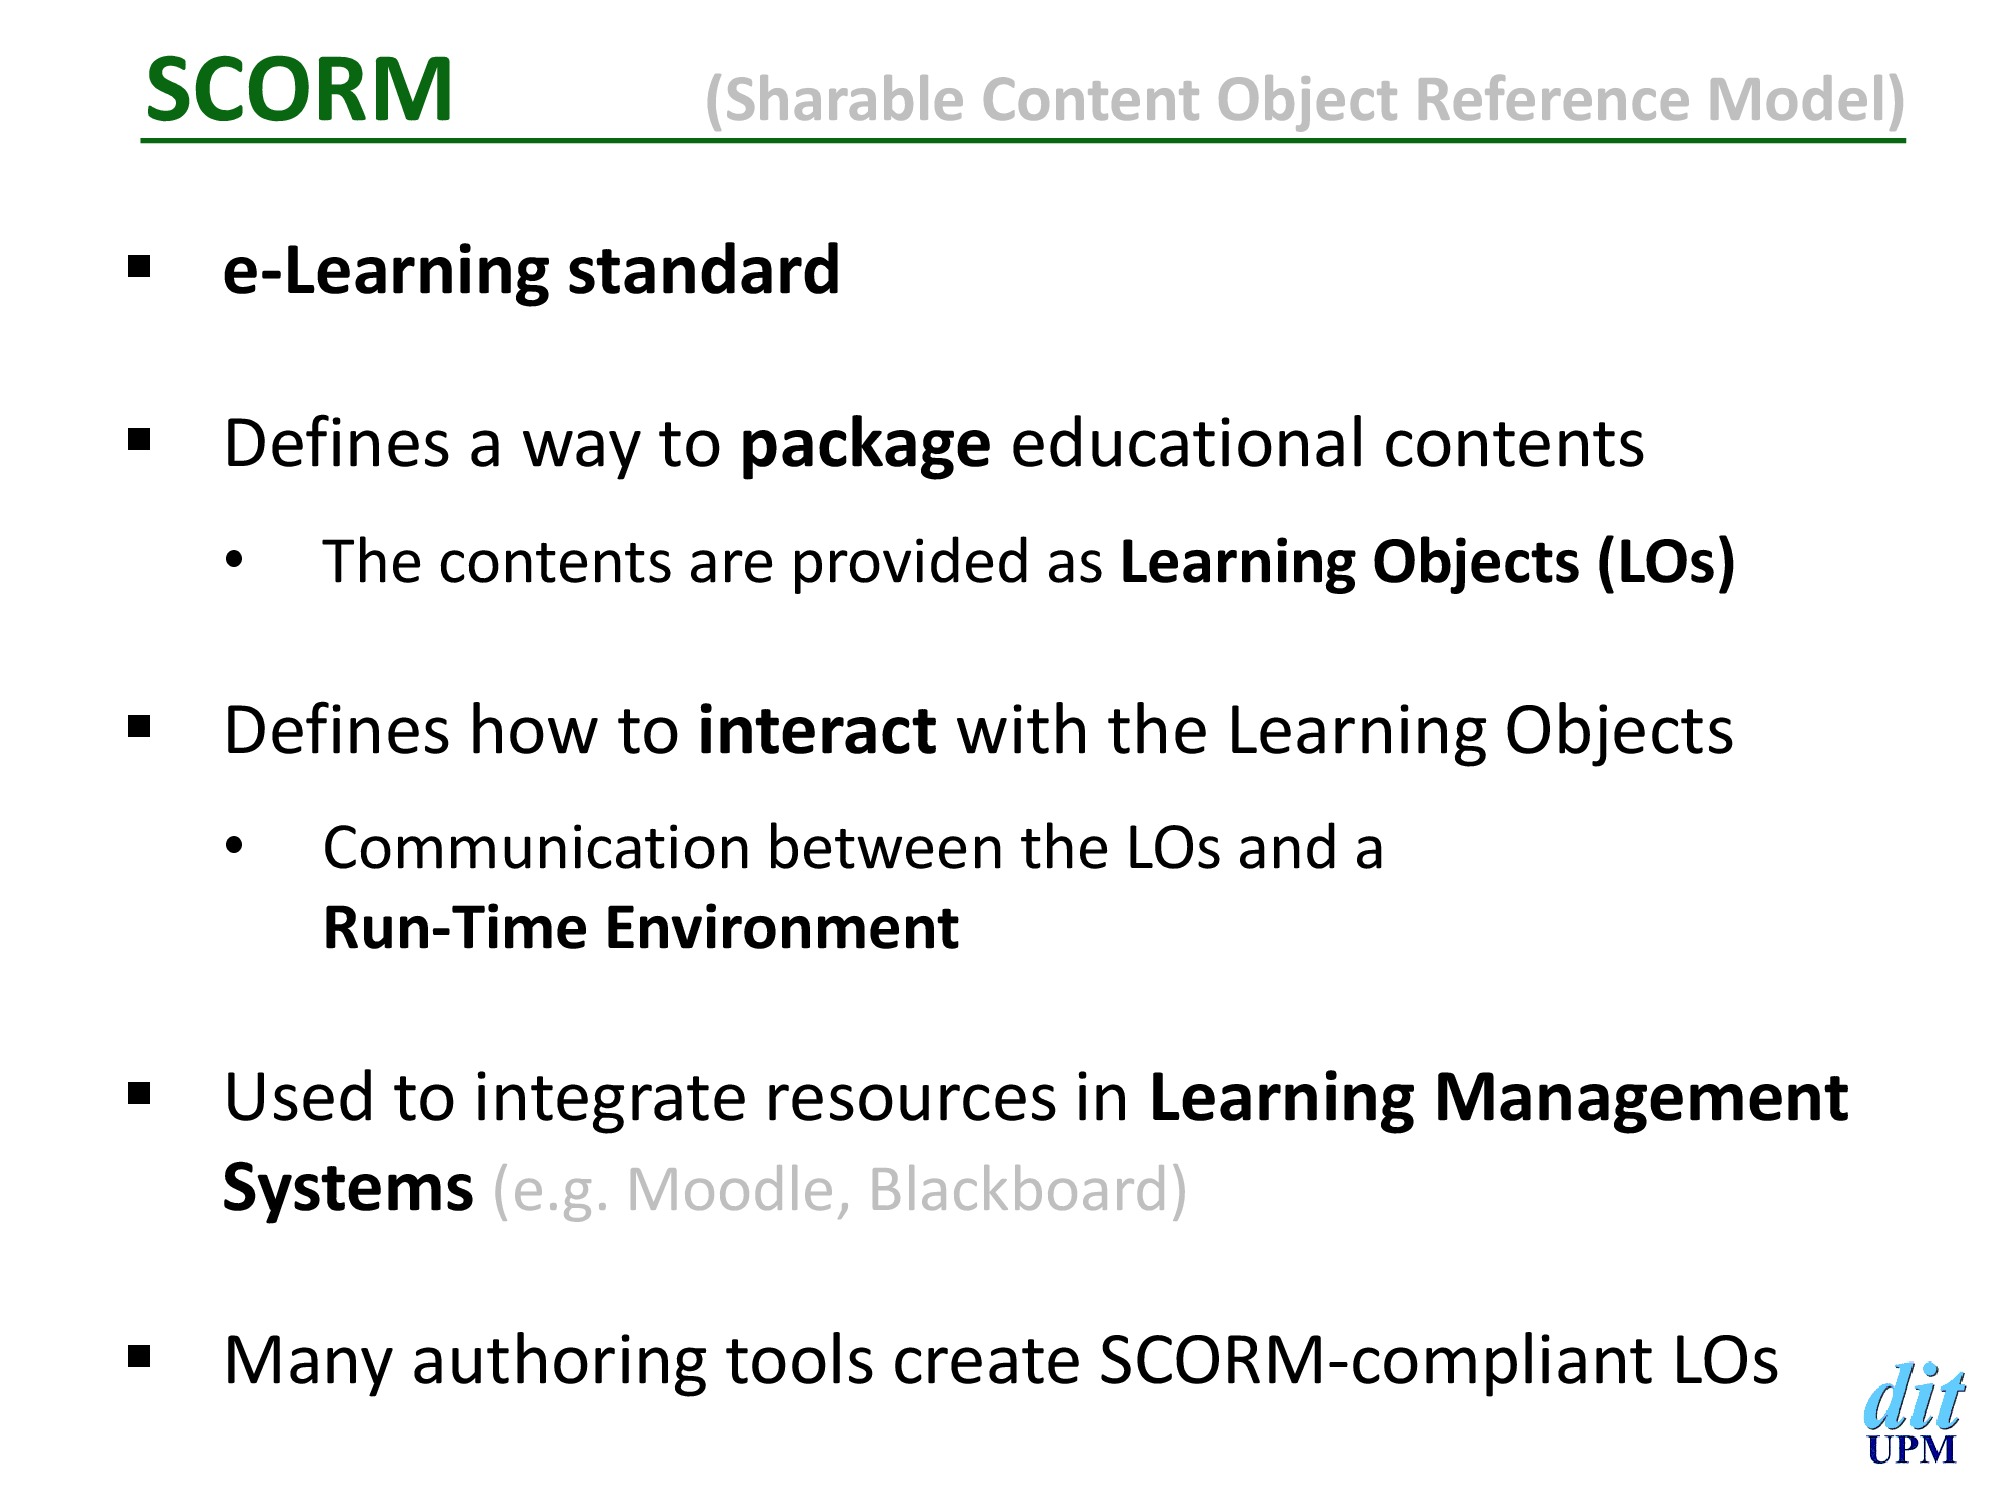 SCORM (Sharable Content Object Reference Model)
▪ e-Learning standard
▪ Defines a way to package educational contents
• The contents are provided as Learning Objects (LOs)
▪ Defines how to interact with the Learning Objects
• Communication between the LOs and a
Run-Time Environment
▪ Used to integrate resources in Learning Management
Systems (e.g. Moodle, Blackboard)
▪ Many authoring tools create SCORM-compliant LOs
dit
UPM